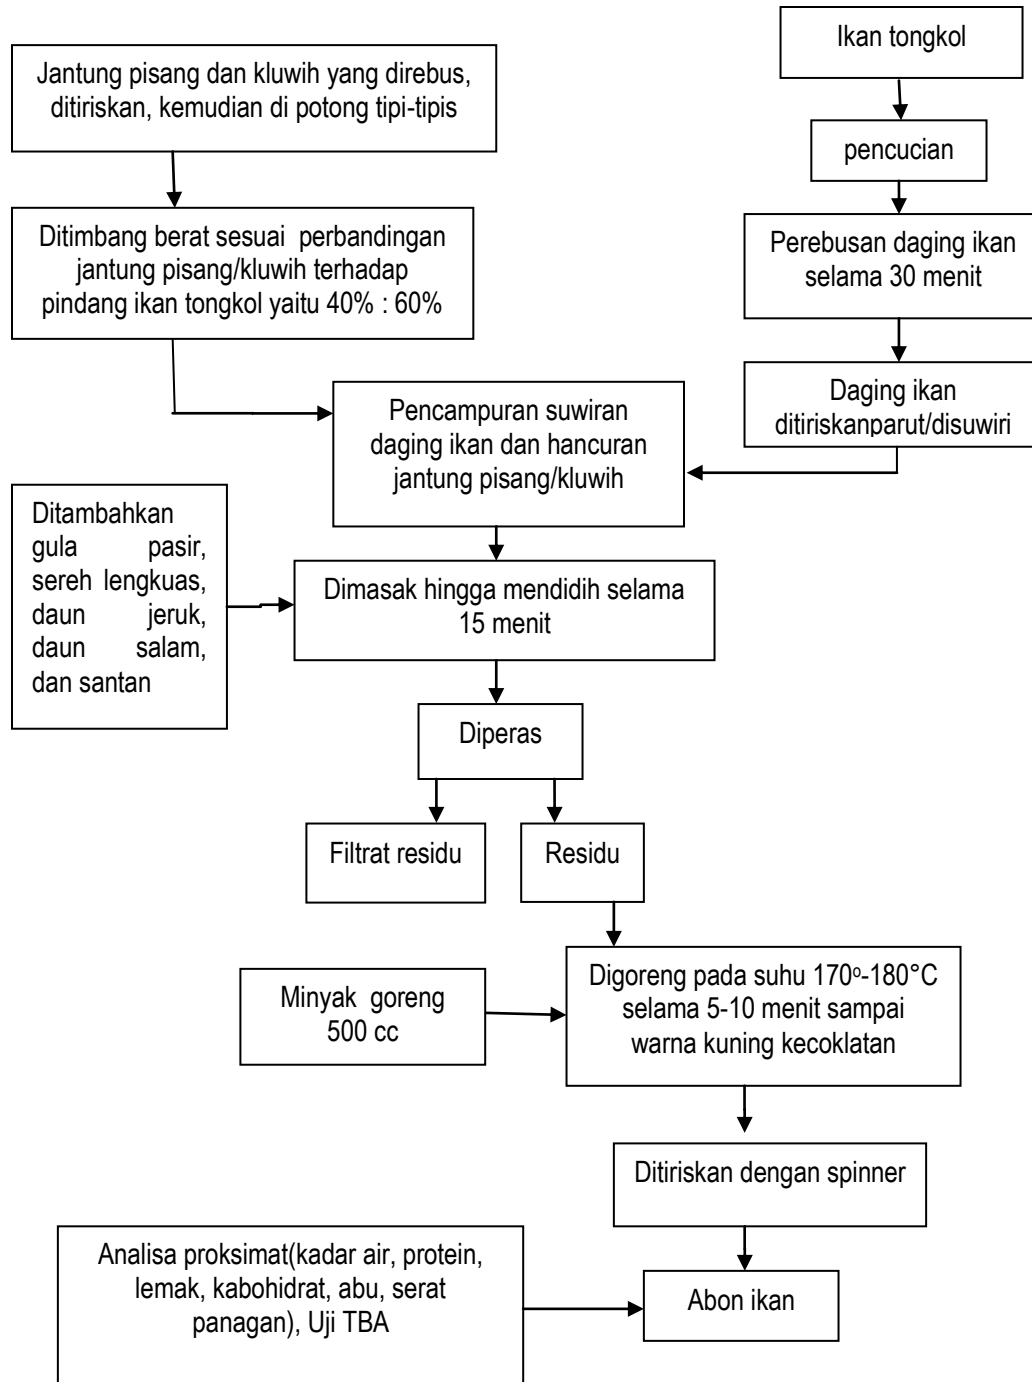 Ikan tongkol
Jantung pisang dan kluwih yang direbus,
ditiriskan, kemudian di potong tipi-tipis
pencucian
Ditimbang berat sesuai perbandingan
jantung pisang/kluwih terhadap
pindang ikan tongkol yaitu 40% : 60%
Perebusan daging ikan
selama 30 menit
Daging ikan
ditiriskanparut/disuwiri
Pencampuran suwiran
daging ikan dan hancuran
jantung pisang/kluwih
Ditambahkan
gula pasir,
sereh lengkuas,
daun jeruk,
daun salam,
dan santan
Dimasak hingga mendidih selama
15 menit
Diperas
Filtrat residu
Residu
Minyak goreng
500 cc
Digoreng pada suhu 170º-180°C
selama 5-10 menit sampai
warna kuning kecoklatan
Ditiriskan dengan spinner
Analisa proksimat(kadar air, protein,
lemak, kabohidrat, abu, serat
panagan), Uji TBA
Abon ikan